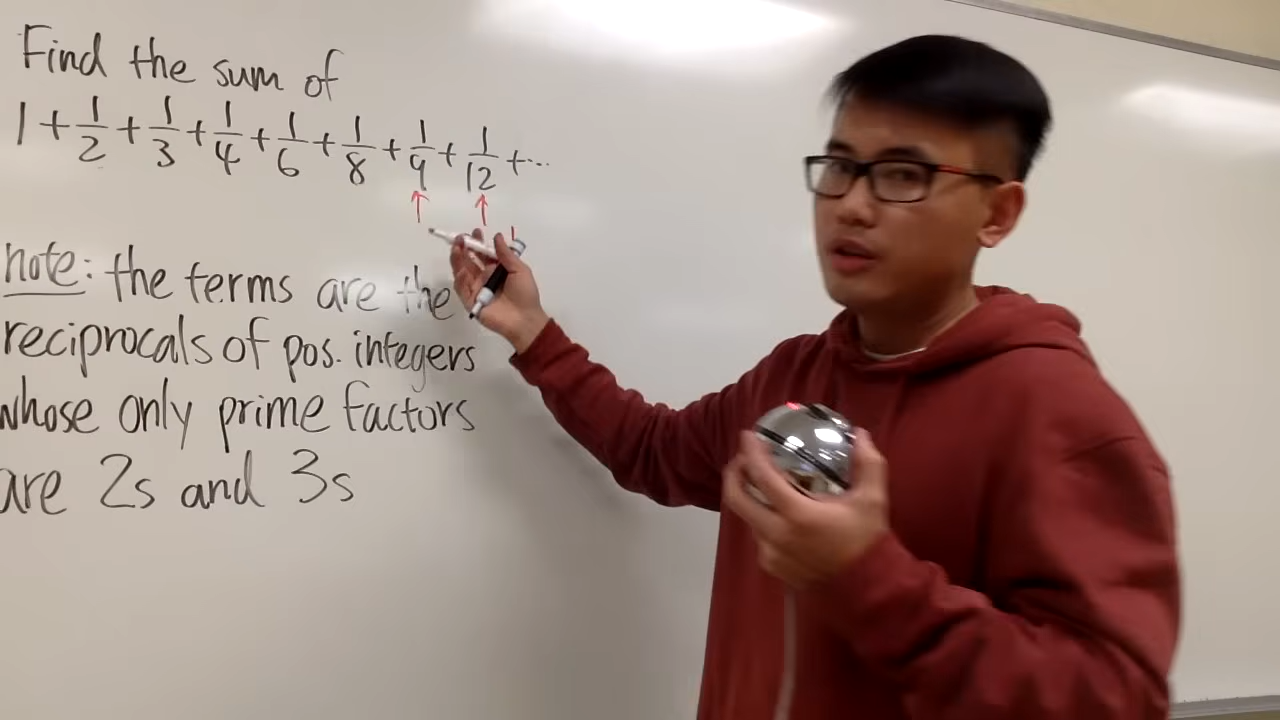 Find the sum of
1 + 1/2 + 1/3 + 1/4 + 1/6 + 1/8 + 1/9 + 1/12 + ...
note: the terms are the
reciprocals of pos. integers
whose only prime factors
are 2s and 3s